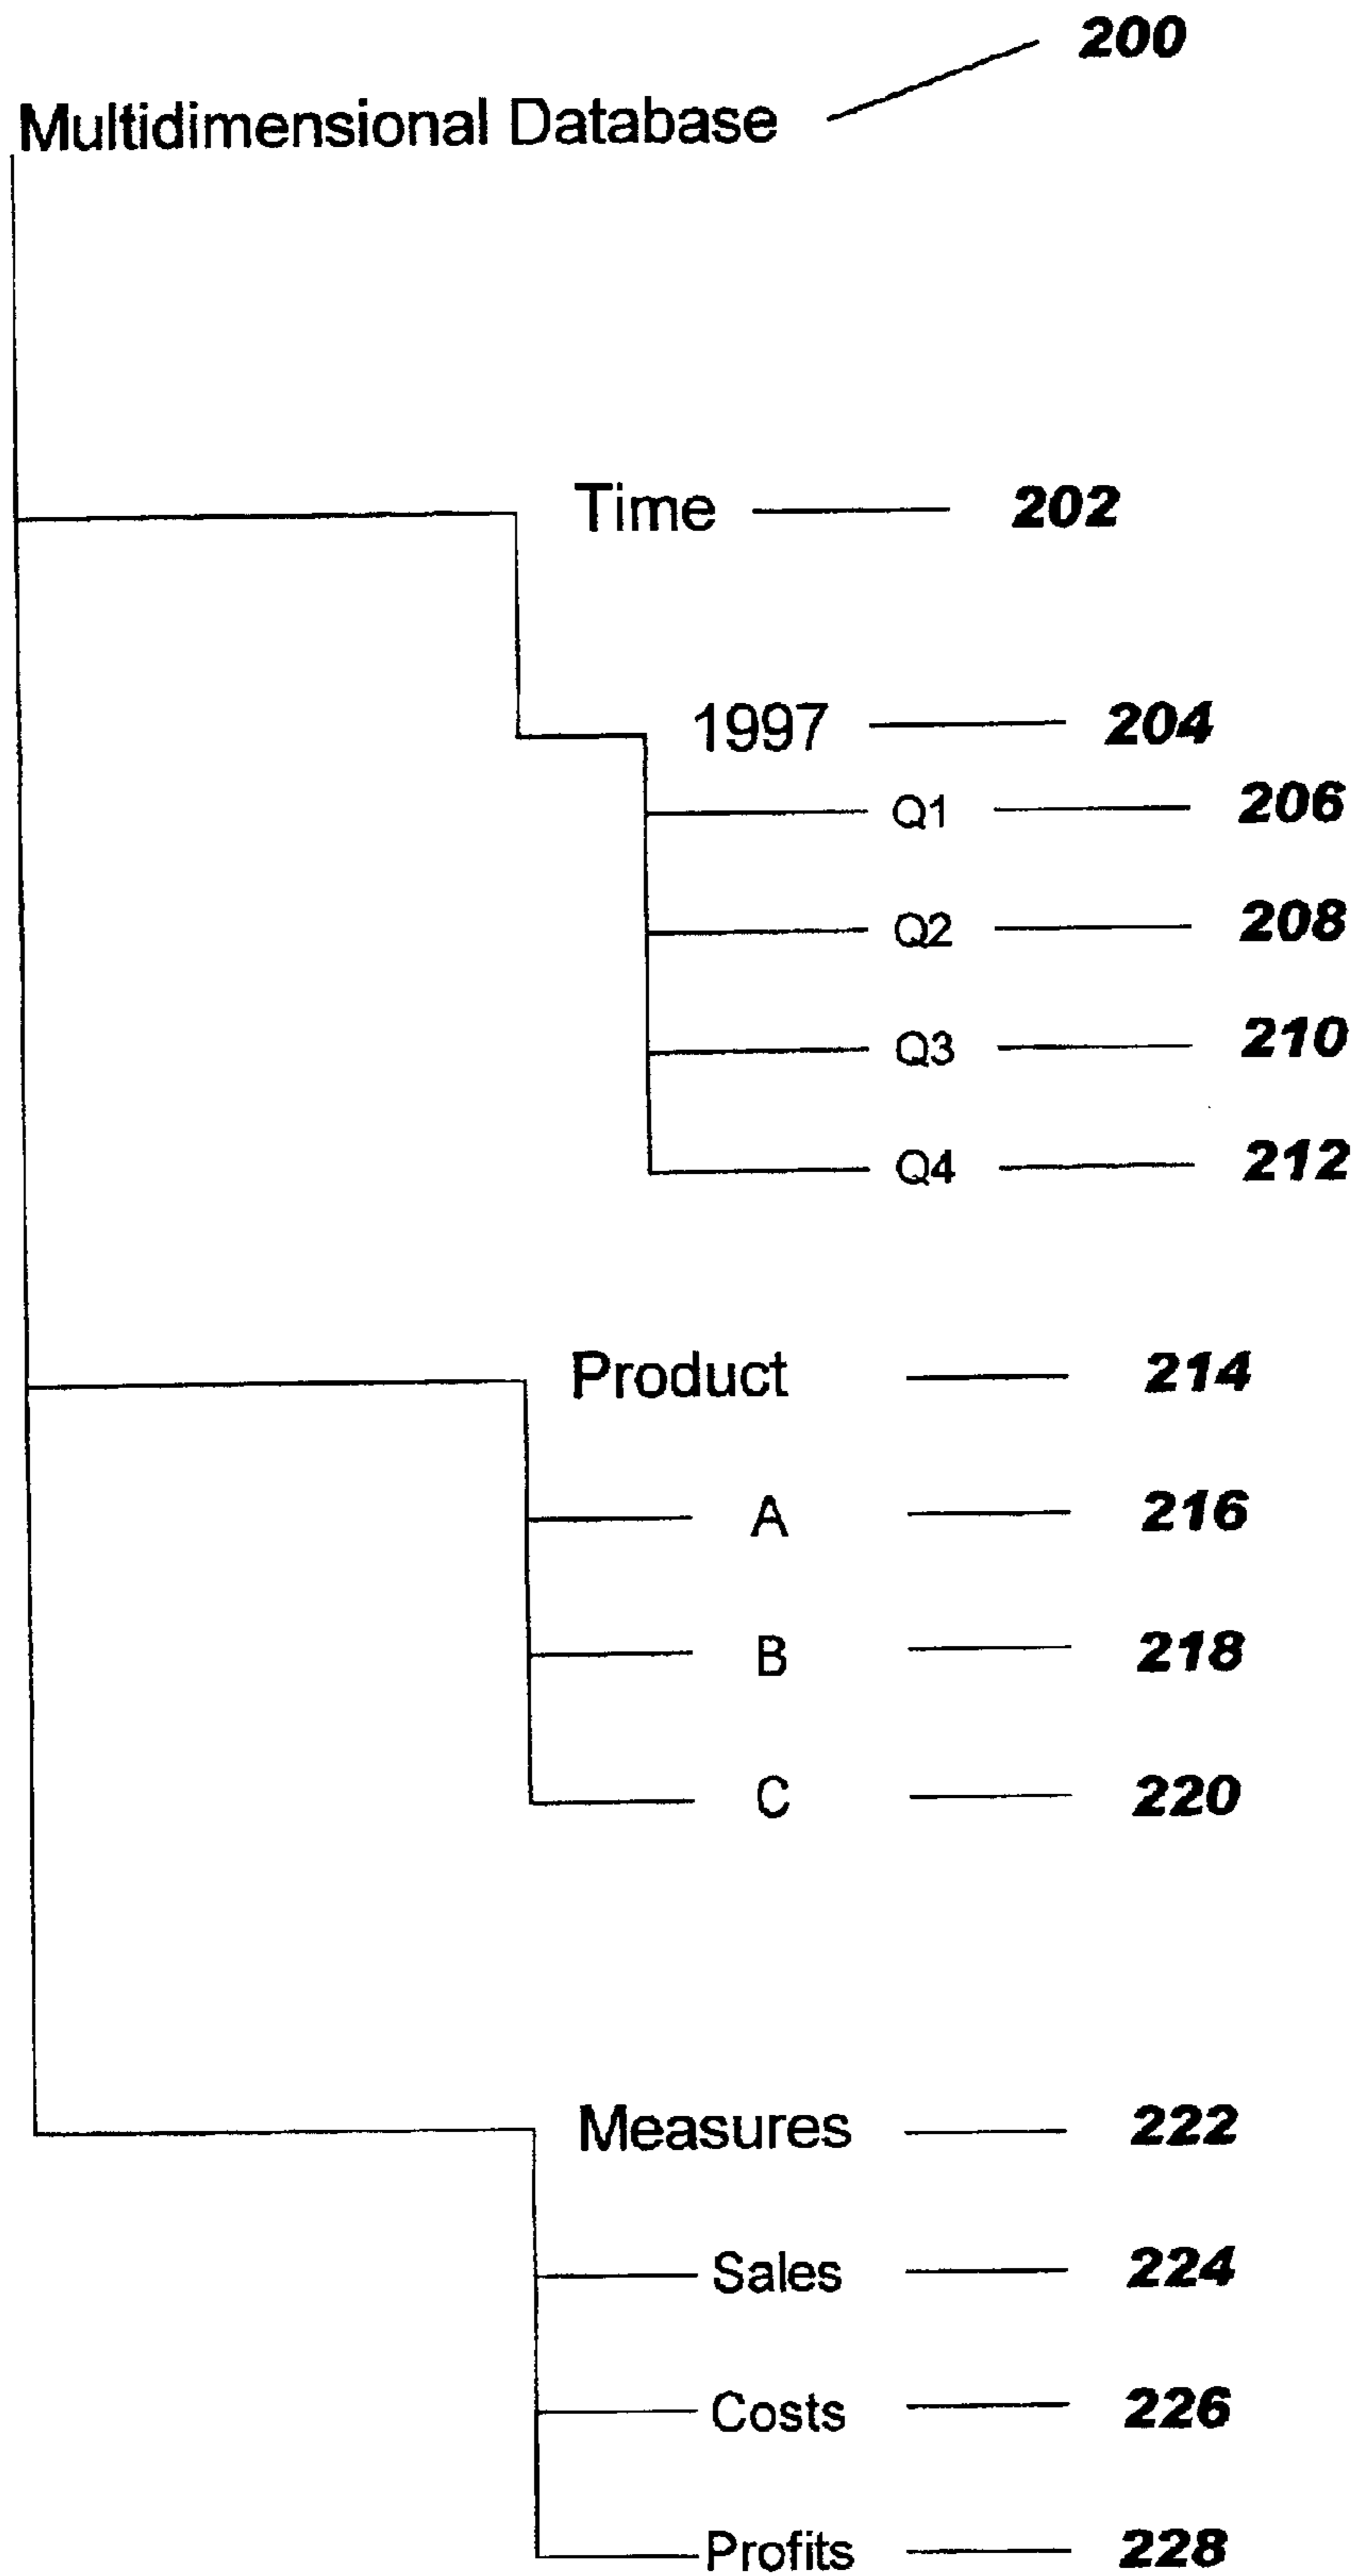 200
Multidimensional Database
Time 202
1997 204
Q1 206
Q2 208
Q3 210
Q4 212
Product 214
A 216
B 218
C 220
Measures 222
Sales 224
Costs 226
Profits 228